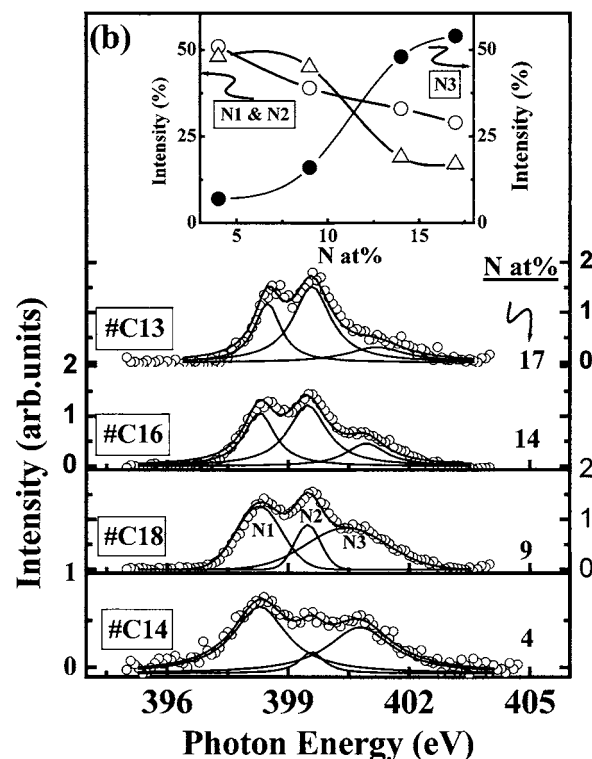 (b)
50
25
0
Intensity (%)
N1 & N2
N3
50
25
0
Intensity (%)
5 10 15
N at%
N at%
#C13
2
1
0
17
2
#C16
1
0
14
#C18
N1 N2 N3
2
1
0
9
1
#C14
0
4
Intensity (arb.units)
396 399 402 405
Photon Energy (eV)